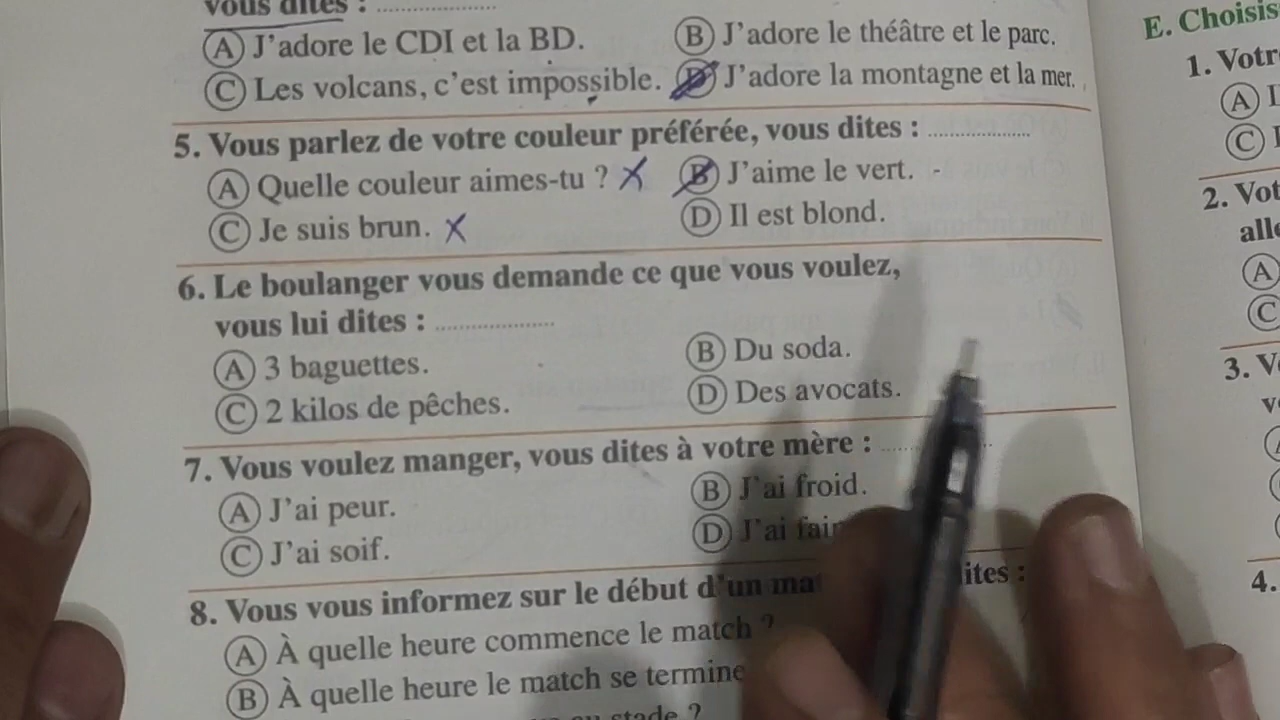 vous dites : ....................
A J'adore le CDI et la BD. B J'adore le théâtre et le parc.
C Les volcans, c'est impossible. D J'adore la montagne et la mer.
5. Vous parlez de votre couleur préférée, vous dites : ....................
A Quelle couleur aimes-tu ? X B J'aime le vert.
C Je suis brun. X D Il est blond.
6. Le boulanger vous demande ce que vous voulez,
vous lui dites : ....................
A 3 baguettes. B Du soda.
C 2 kilos de pêches. D Des avocats.
7. Vous voulez manger, vous dites à votre mère : ....................
A J'ai peur. B J'ai froid.
C J'ai soif. D J'ai
8. Vous vous informez sur le début d'un
A À quelle heure commence le match ?
B À quelle heure le match se termine
stade ?
E. Choisis
1. Votr
A
C
2. Vot
alle
A
C
3. V
4.